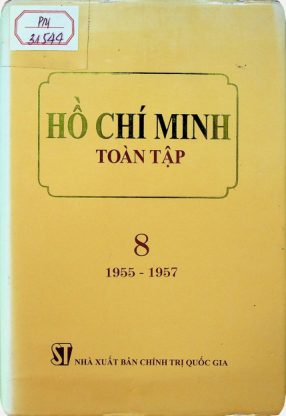 PM
31544
HỒ CHÍ MINH
TOÀN TẬP
8
1955 - 1957
ST NHÀ XUẤT BẢN CHÍNH TRỊ QUỐC GIA